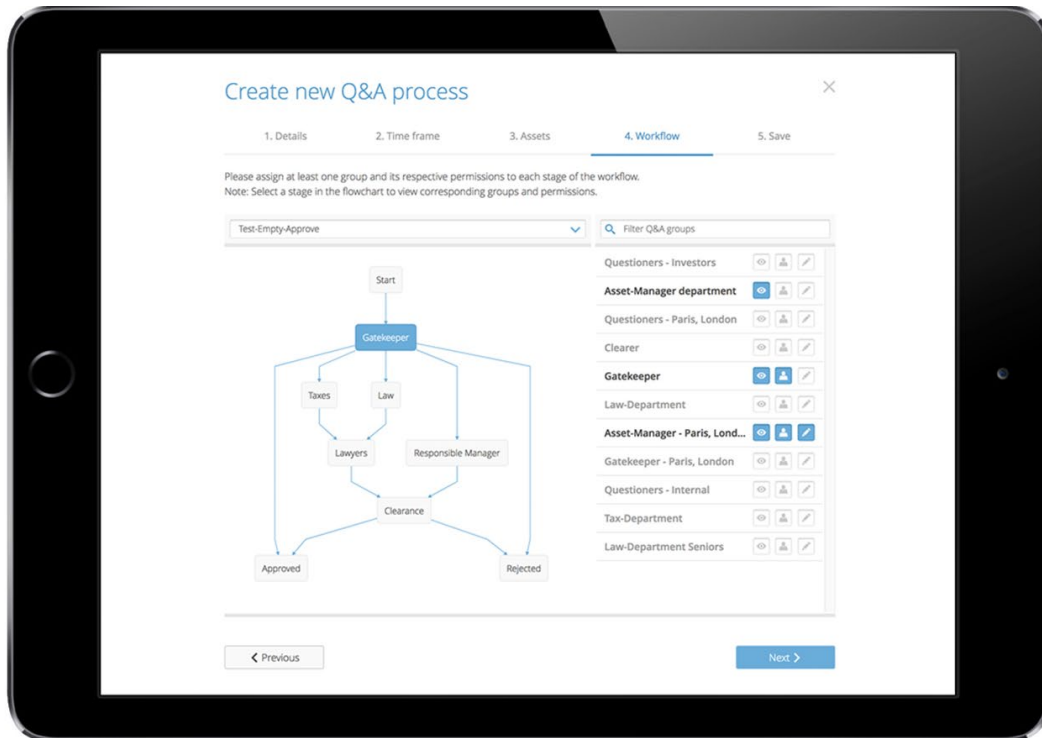 Create new Q&A process
1. Details
2. Time frame
3. Assets
4. Workflow
5. Save
Please assign at least one group and its respective permissions to each stage of the workflow.
Note: Select a stage in the flowchart to view corresponding groups and permissions.
Test-Empty-Approve
Filter Q&A groups
Start
Gatekeeper
Taxes
Law
Lawyers
Responsible Manager
Clearance
Approved
Rejected
Questioners - Investors
Asset-Manager department
Questioners - Paris, London
Clearer
Gatekeeper
Law-Department
Asset-Manager - Paris, Lond...
Gatekeeper - Paris, London
Questioners - Internal
Tax-Department
Law-Department Seniors
Previous
Next